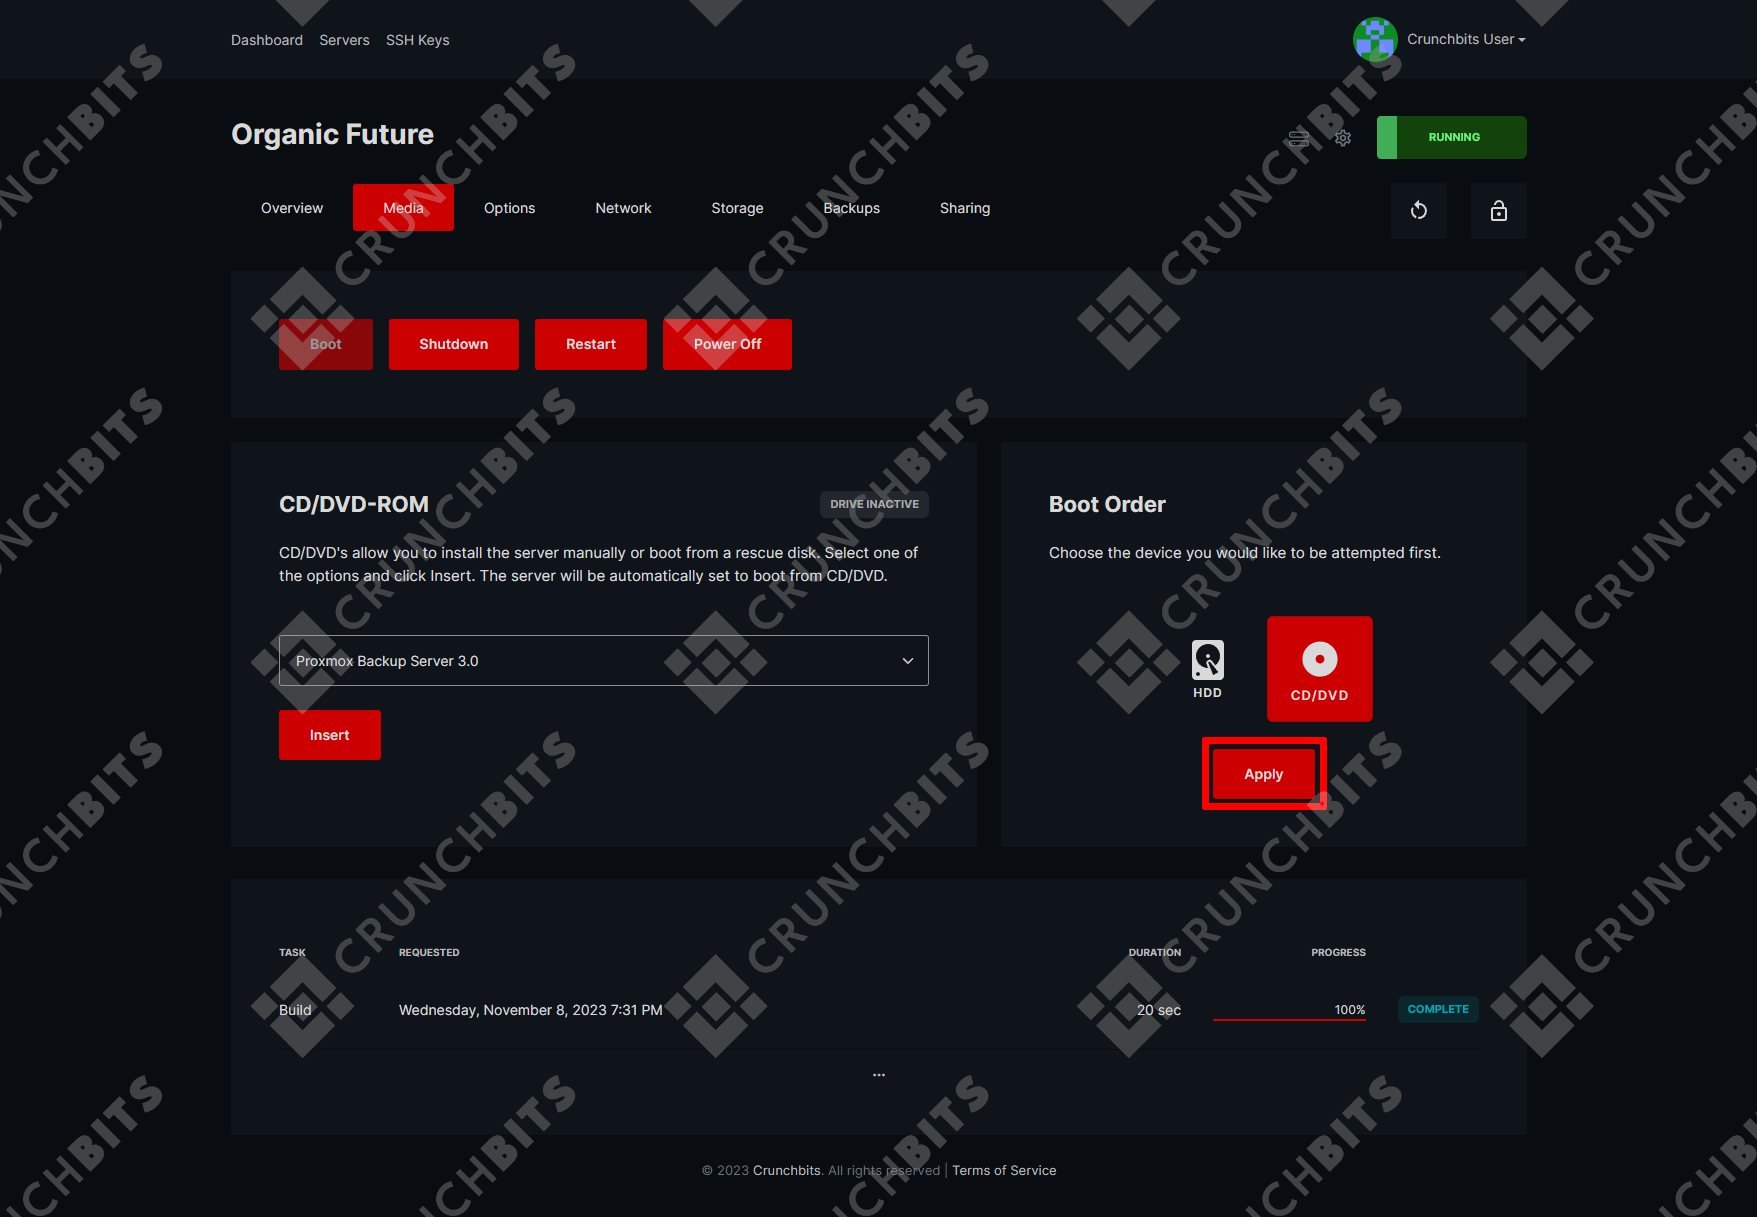 Dashboard Servers SSH Keys
Crunchbits User
Organic Future
RUNNING
Overview Media Options Network Storage Backups Sharing
Boot Shutdown Restart Power Off
CD/DVD-ROM
DRIVE INACTIVE
CD/DVD's allow you to install the server manually or boot from a rescue disk. Select one of
the options and click Insert. The server will be automatically set to boot from CD/DVD.
Proxmox Backup Server 3.0
Insert
Boot Order
Choose the device you would like to be attempted first.
HDD
CD/DVD
Apply
TASK REQUESTED DURATION PROGRESS
Build Wednesday, November 8, 2023 7:31 PM 20 sec 100% COMPLETE
...
© 2023 Crunchbits. All rights reserved | Terms of Service
CRUNCHBITS